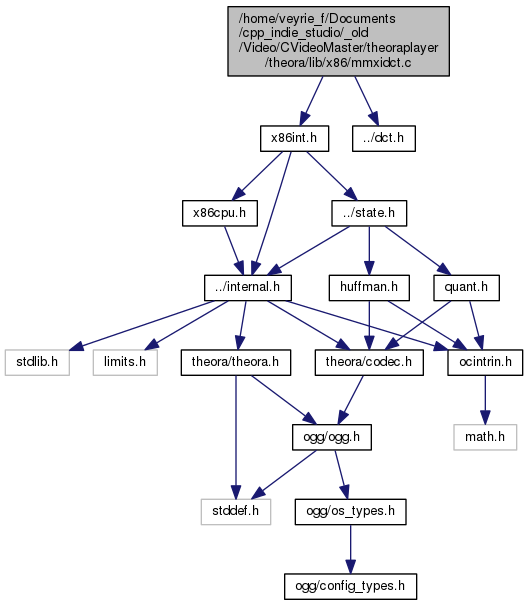 /home/veyrie_f/Documents
/cpp_indie_studio/_old
/Video/CVideoMaster/theoraplayer
/theora/lib/x86/mmxidct.c
x86int.h
../dct.h
x86cpu.h
../state.h
../internal.h
huffman.h
quant.h
stdlib.h
limits.h
theora/theora.h
theora/codec.h
ocintrin.h
ogg/ogg.h
math.h
stddef.h
ogg/os_types.h
ogg/config_types.h